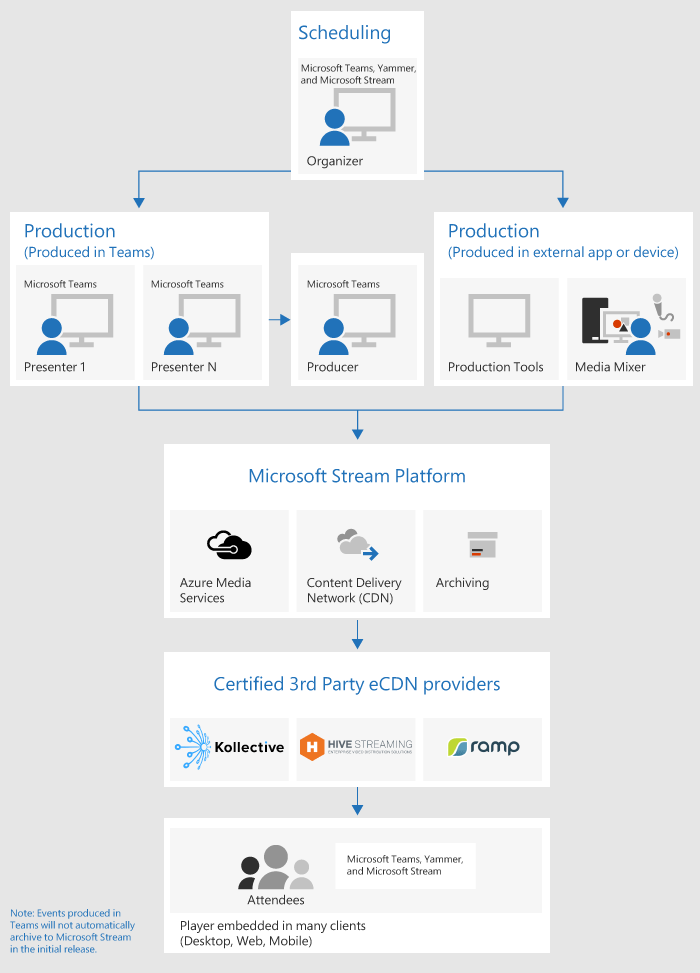 Scheduling
Microsoft Teams, Yammer,
and Microsoft Stream
Organizer
Production
(Produced in Teams)
Microsoft Teams
Presenter 1
Microsoft Teams
Presenter N
Microsoft Teams
Producer
Production
(Produced in external app or device)
Production Tools
Media Mixer
Microsoft Stream Platform
Azure Media
Services
Content Delivery
Network (CDN)
Archiving
Certified 3rd Party eCDN providers
Kollective
H
HIVE STREAMING
ENTERPRISE VIDEO DISTRIBUTION SOLUTIONS
ramp
Microsoft Teams, Yammer,
and Microsoft Stream
Attendees
Player embedded in many clients
(Desktop, Web, Mobile)
Note: Events produced in
Teams will not automatically
archive to Microsoft Stream
in the initial release.